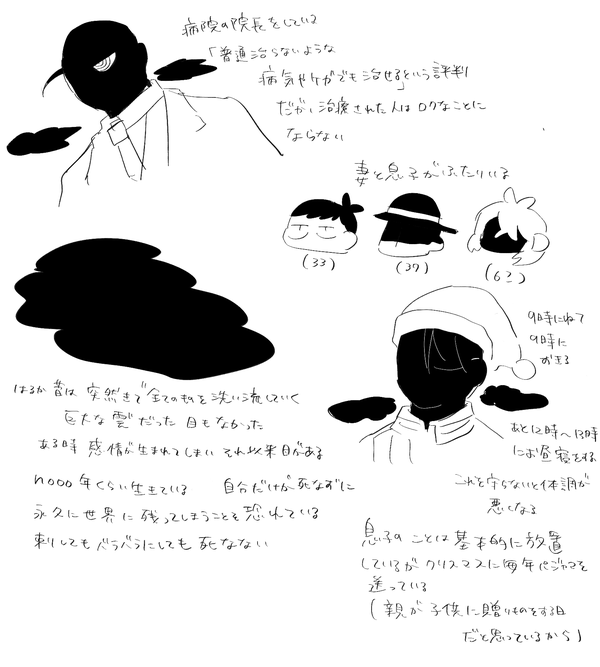 病院の院長をしている
「普通治らないような
病気やケガでも治せる」という評判
だが、治療された人はロクなことに
ならない
妻と息子がふたりいる
(33)
(37)
(62)
はるか昔は突然きて全てのものを洗い流していく
巨大な雲だった 目もなかった
ある時感情が生まれてしまい それ以来目がある
n000年くらい生きている 自分だけが死なずに
永久に世界に残ってしまうことを恐れている
刺してもバラバラにしても死なない
9時にねて
9時に
おきる
あと12時〜13時
にお昼寝をする
これを守らないと体調が
悪くなる
息子のことは基本的に放置
しているがクリスマスに毎年パジャマを
送っている
(親が子供に贈りものをする日
だと思っているから)